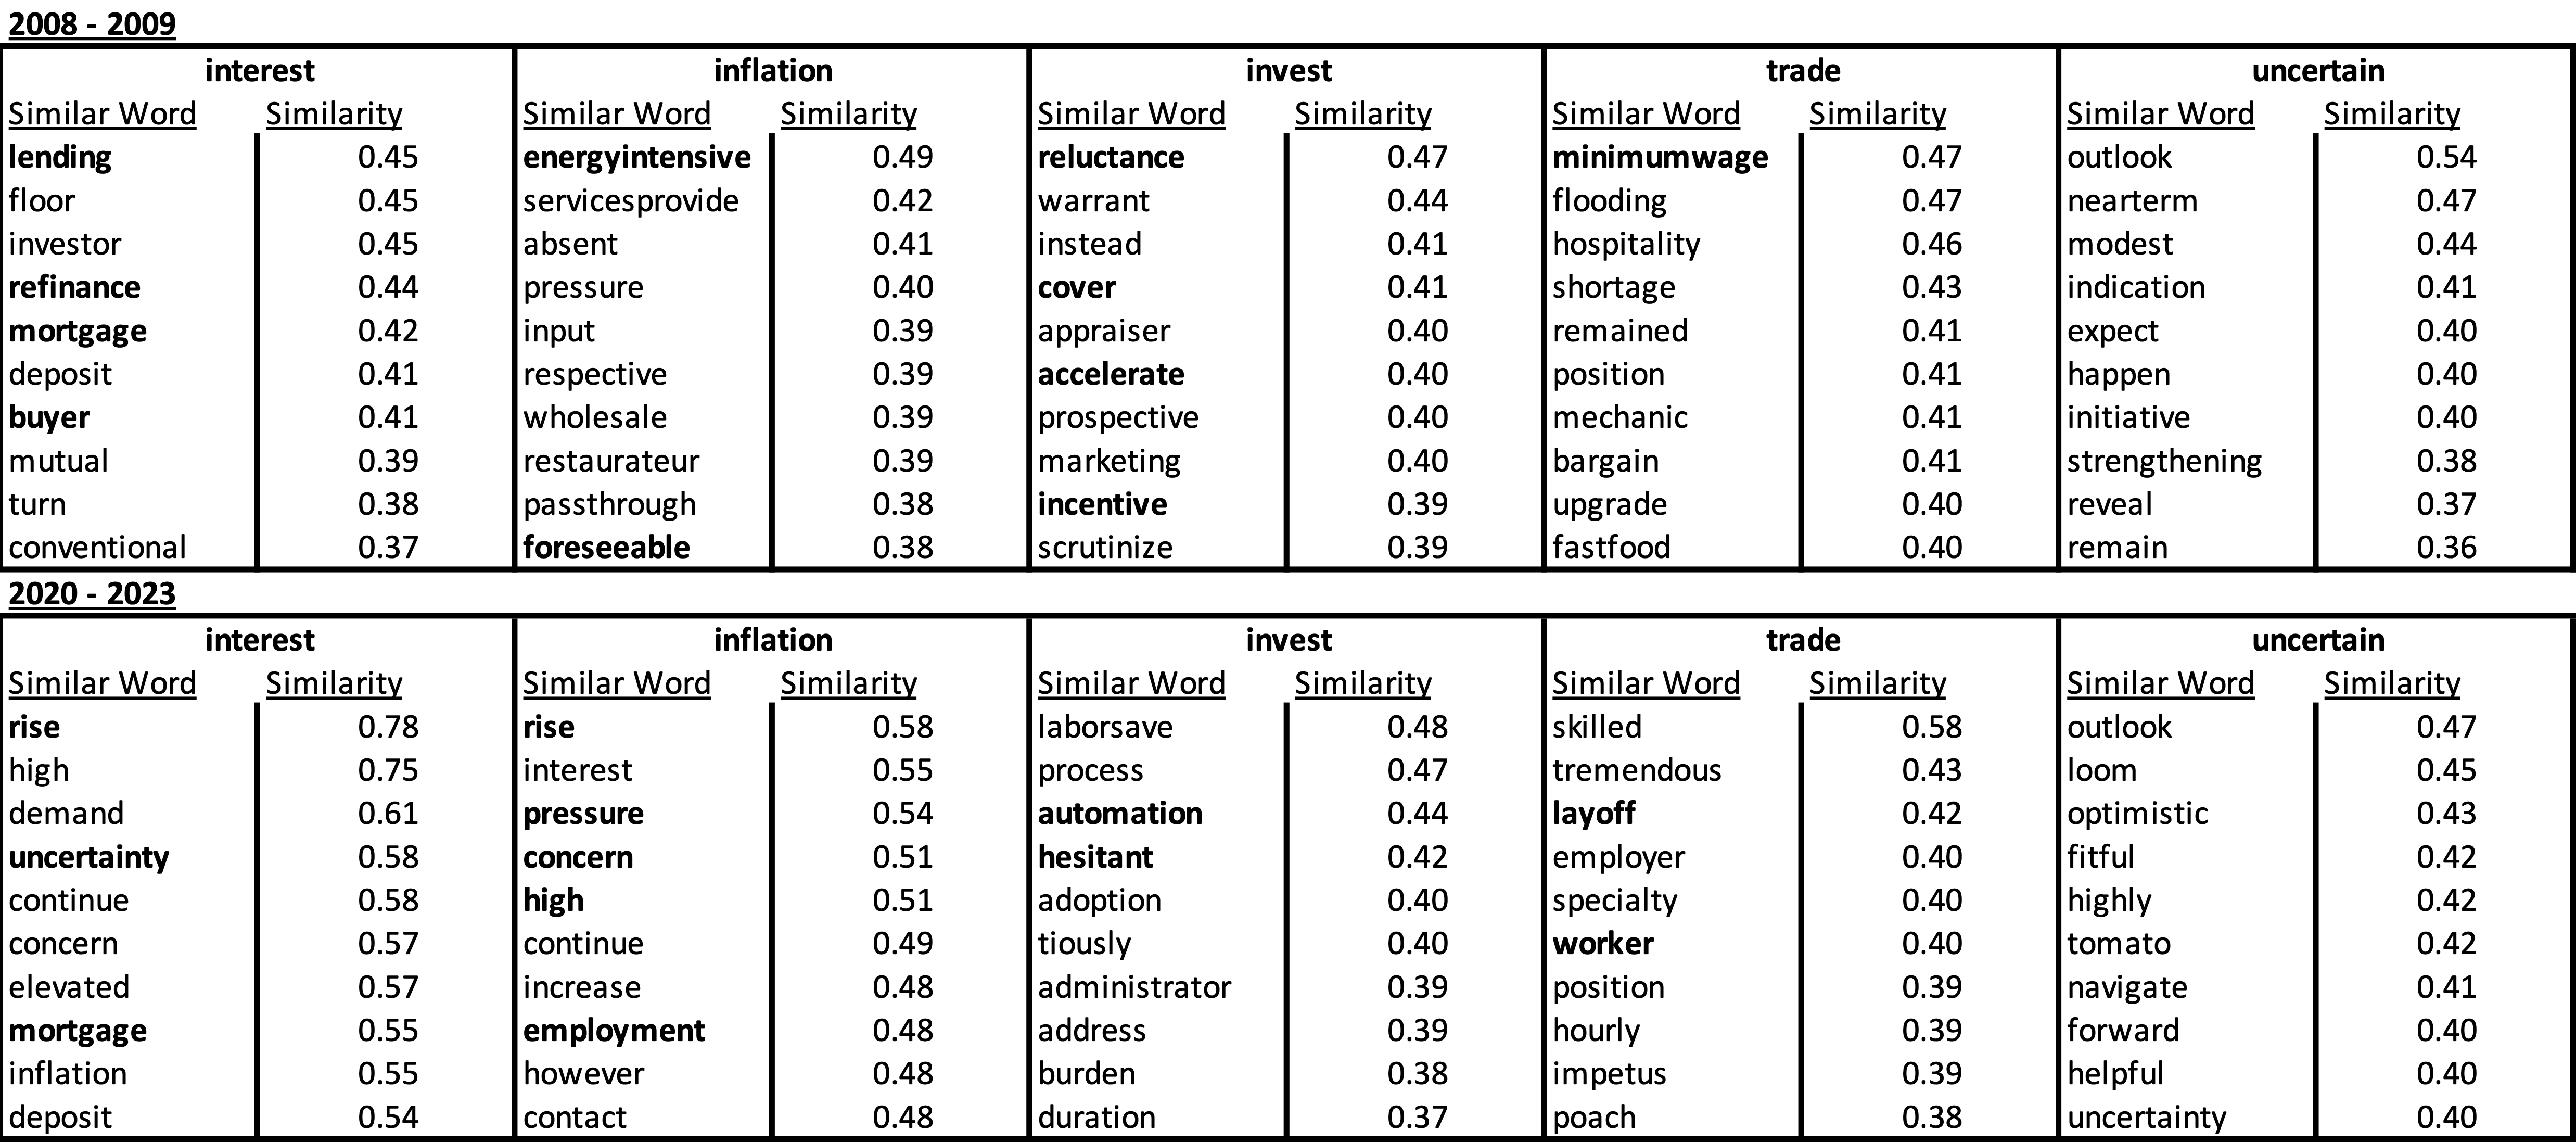 2008 - 2009
interest inflation invest trade uncertain
Similar Word Similarity Similar Word Similarity Similar Word Similarity Similar Word Similarity Similar Word Similarity
lending 0.45 energyintensive 0.49 reluctance 0.47 minimumwage 0.47 outlook 0.54
floor 0.45 servicesprovide 0.42 warrant 0.44 flooding 0.47 nearterm 0.47
investor 0.45 absent 0.41 instead 0.41 hospitality 0.46 modest 0.44
refinance 0.44 pressure 0.40 cover 0.41 shortage 0.43 indication 0.41
mortgage 0.42 input 0.39 appraiser 0.40 remained 0.41 expect 0.40
deposit 0.41 respective 0.39 accelerate 0.40 position 0.41 happen 0.40
buyer 0.41 wholesale 0.39 prospective 0.40 mechanic 0.41 initiative 0.40
mutual 0.39 restaurateur 0.39 marketing 0.40 bargain 0.41 strengthening 0.38
turn 0.38 passthrough 0.38 incentive 0.39 upgrade 0.40 reveal 0.37
conventional 0.37 foreseeable 0.38 scrutinize 0.39 fastfood 0.40 remain 0.36
2020 - 2023
interest inflation invest trade uncertain
Similar Word Similarity Similar Word Similarity Similar Word Similarity Similar Word Similarity Similar Word Similarity
rise 0.78 rise 0.58 laborsave 0.48 skilled 0.58 outlook 0.47
high 0.75 interest 0.55 process 0.47 tremendous 0.43 loom 0.45
demand 0.61 pressure 0.54 automation 0.44 layoff 0.42 optimistic 0.43
uncertainty 0.58 concern 0.51 hesitant 0.42 employer 0.40 fitful 0.42
continue 0.58 high 0.51 adoption 0.40 specialty 0.40 highly 0.42
concern 0.57 continue 0.49 tiously 0.40 worker 0.40 tomato 0.42
elevated 0.57 increase 0.48 administrator 0.39 position 0.39 navigate 0.41
mortgage 0.55 employment 0.48 address 0.39 hourly 0.39 forward 0.40
inflation 0.55 however 0.48 burden 0.38 impetus 0.39 helpful 0.40
deposit 0.54 contact 0.48 duration 0.37 poach 0.38 uncertainty 0.40